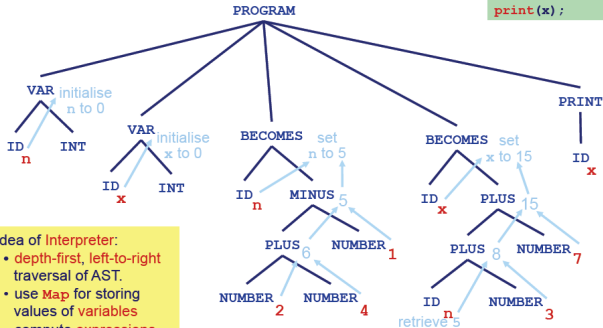 PROGRAM
print(x);
VAR
initialise
n to 0
ID
n
INT
VAR
initialise
x to 0
ID
x
INT
BECOMES
set
n to 5
ID
n
MINUS
5
PLUS
6
NUMBER
1
NUMBER
2
NUMBER
4
BECOMES
set
x to 15
ID
x
PLUS
15
PLUS
8
NUMBER
7
ID
n
retrieve 5
NUMBER
3
PRINT
ID
x
dea of Interpreter:
• depth-first, left-to-right
traversal of AST.
• use Map for storing
values of variables